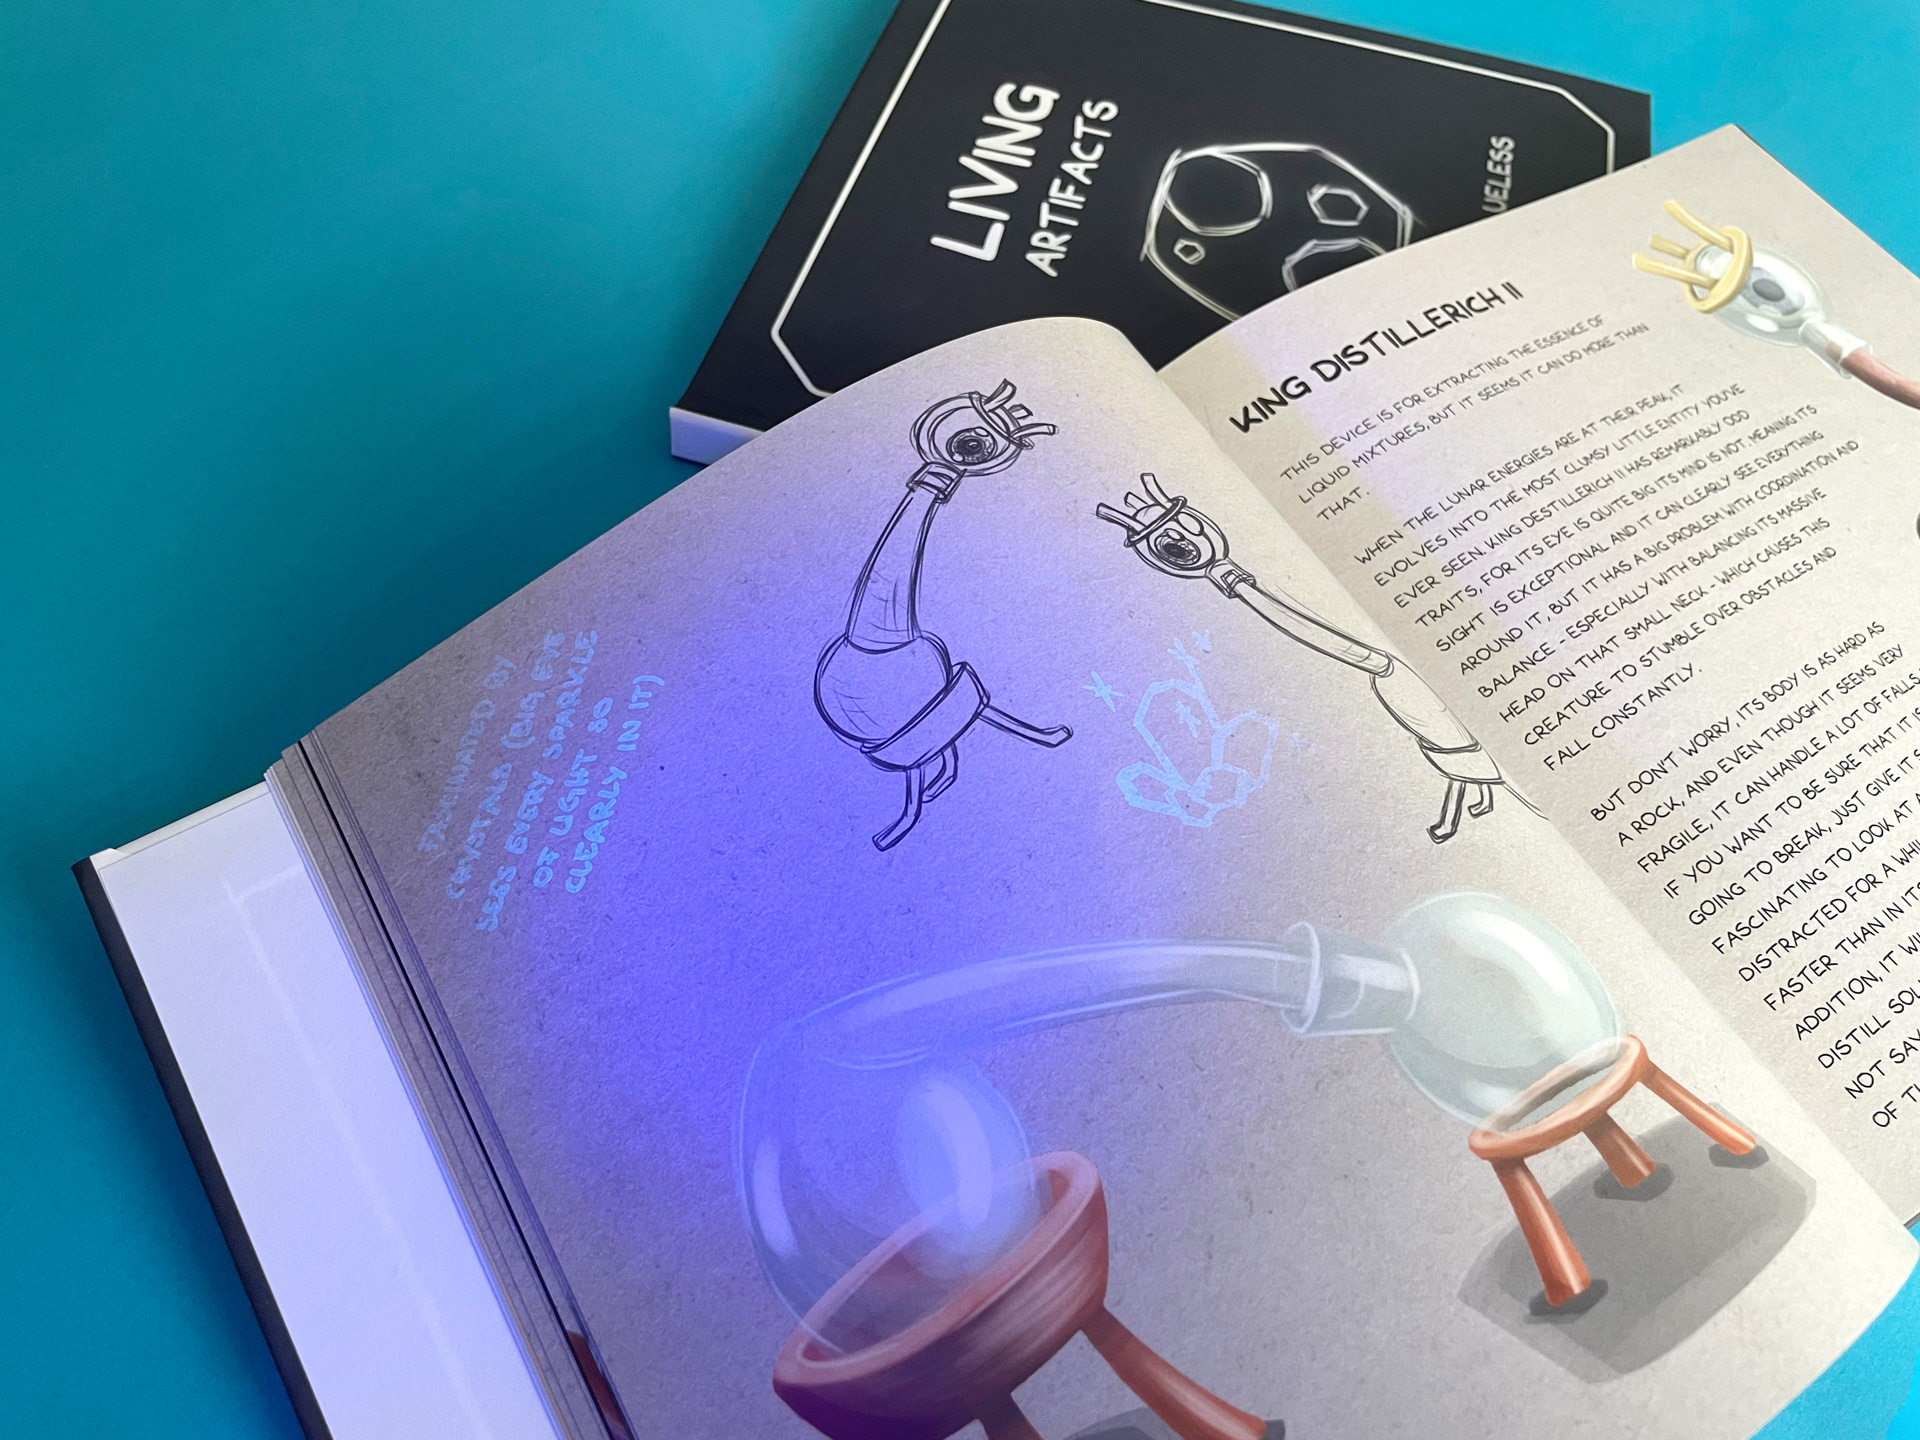 LIVING
ARTIFACTS
UELESS
FASCINATED BY
CRYSTALS (BIG EYE
SEES EVERY SPARKLE
OF LIGHT SO
CLEARLY IN IT)
KING DISTILLERICH II
THIS DEVICE IS FOR EXTRACTING THE ESSENCE OF
LIQUID MIXTURES, BUT IT SEEMS IT CAN DO MORE THAN
THAT.
WHEN THE LUNAR ENERGIES ARE AT THEIR PEAK, IT
EVOLVES INTO THE MOST CLUMSY LITTLE ENTITY YOU'VE
EVER SEEN. KING DESTILLERICH II HAS REMARKABLY ODD
TRAITS, FOR ITS EYE IS QUITE BIG ITS MIND IS NOT. MEANING ITS
SIGHT IS EXCEPTIONAL AND IT CAN CLEARLY SEE EVERYTHING
AROUND IT, BUT IT HAS A BIG PROBLEM WITH COORDINATION AND
BALANCE - ESPECIALLY WITH BALANCING ITS MASSIVE
HEAD ON THAT SMALL NECK - WHICH CAUSES THIS
CREATURE TO STUMBLE OVER OBSTACLES AND
FALL CONSTANTLY.
BUT DON'T WORRY, ITS BODY IS AS HARD AS
A ROCK, AND EVEN THOUGH IT SEEMS VERY
FRAGILE, IT CAN HANDLE A LOT OF FALLS.
IF YOU WANT TO BE SURE THAT IT IS
GOING TO BREAK, JUST GIVE IT S
FASCINATING TO LOOK AT A
DISTRACTED FOR A WHIL
FASTER THAN IN ITS
ADDITION, IT WI
DISTILL SOL
NOT SAY
OF T